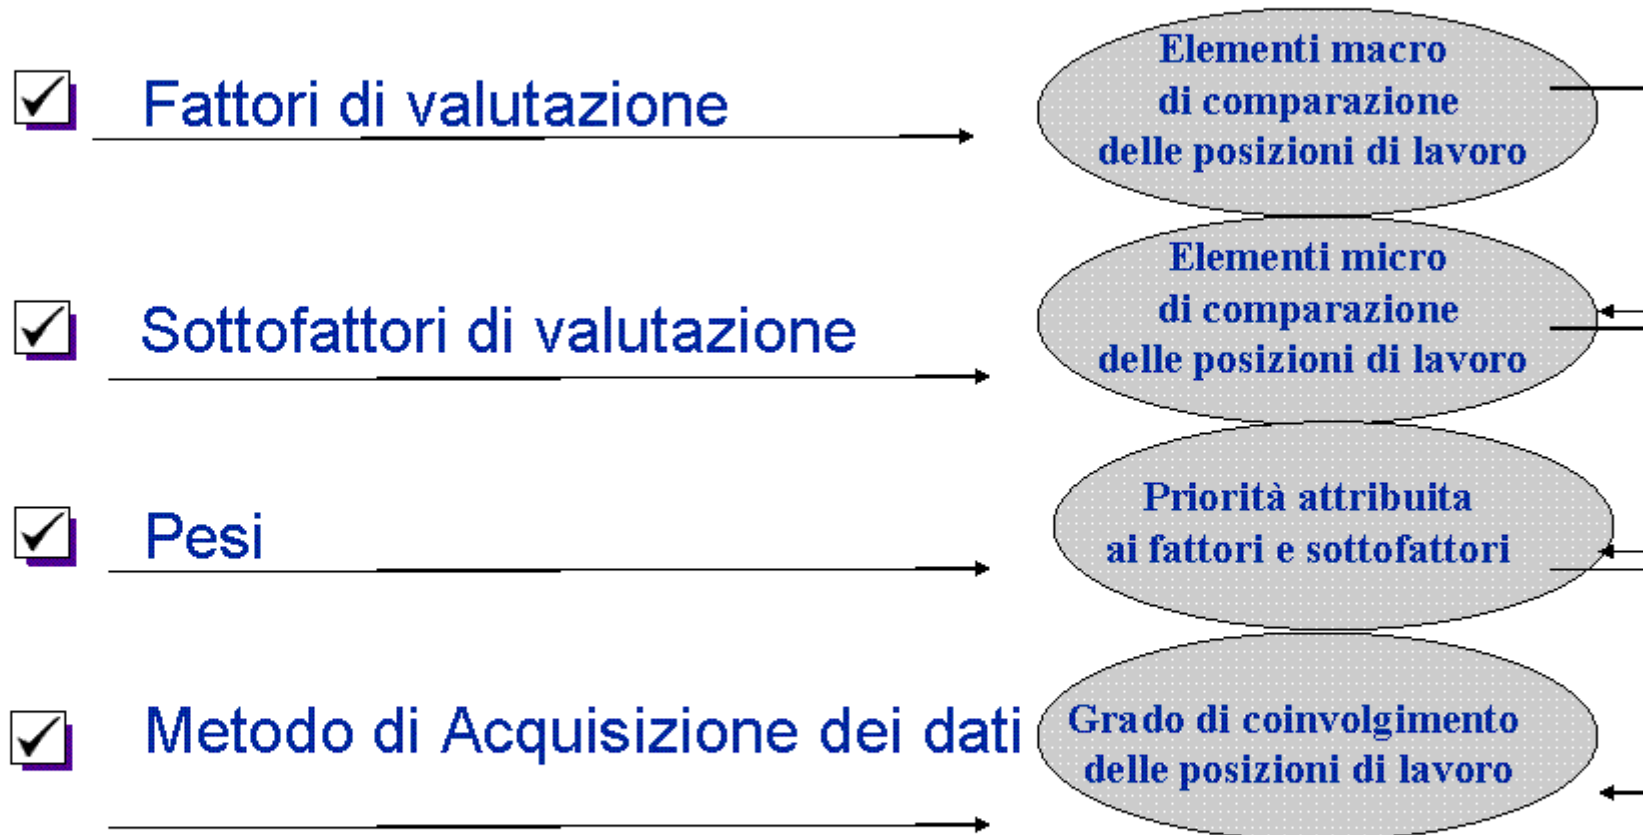 Fattori di valutazione
Elementi macro
di comparazione
delle posizioni di lavoro
Sottofattori di valutazione
Elementi micro
di comparazione
delle posizioni di lavoro
Pesi
Priorità attribuita
ai fattori e sottofattori
Metodo di Acquisizione dei dati
Grado di coinvolgimento
delle posizioni di lavoro